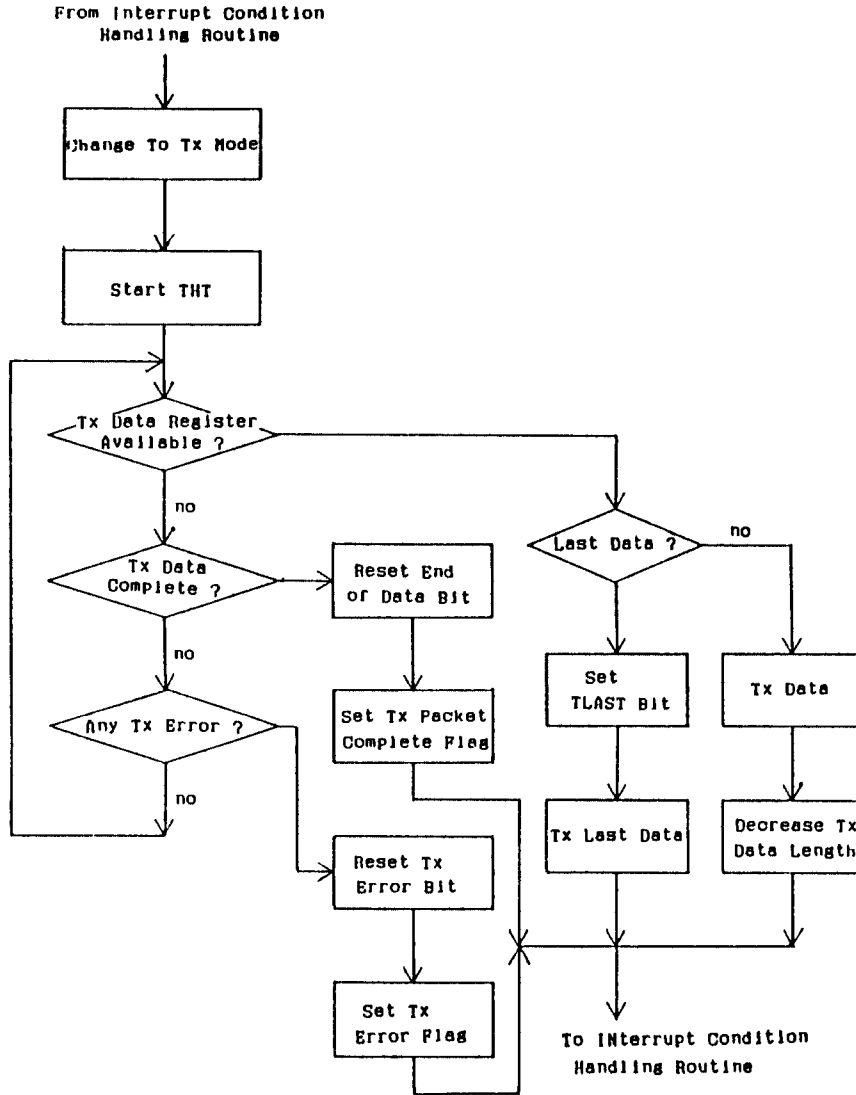 From Interrupt Condition
Handling Routine
Change To Tx Mode
Start THT
Tx Data Register
Available ?
no
Last Data ?
no
Tx Data
Complete ?
Reset End
of Data Bit
no
Set
TLAST Bit
Tx Data
Any Tx Error ?
Set Tx Packet
Complete Flag
no
Tx Last Data
Decrease Tx
Data Length
Reset Tx
Error Bit
Set Tx
Error Flag
To INterrupt Condition
Handling Routine